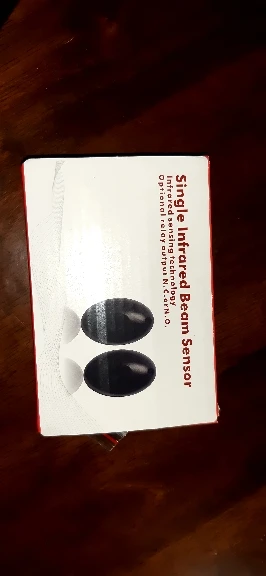 Single Infrared Beam Sensor
Infrared sensing technology
Optional relay output N.C.or N.O.